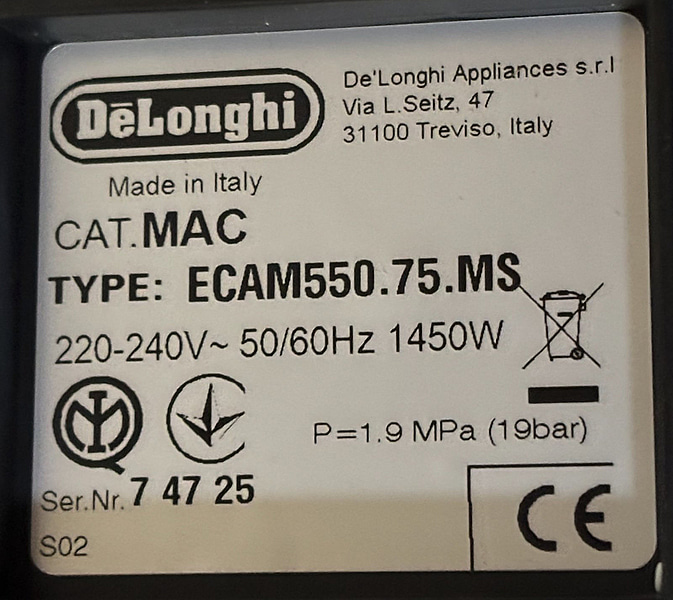 DeLonghi
De'Longhi Appliances s.r.l
Via L.Seitz, 47
31100 Treviso, Italy
Made in Italy
CAT.MAC
TYPE: ECAM550.75.MS
220-240V~ 50/60Hz 1450W
P=1.9 MPa (19bar)
Ser.Nr. 7 47 25
S02
CE